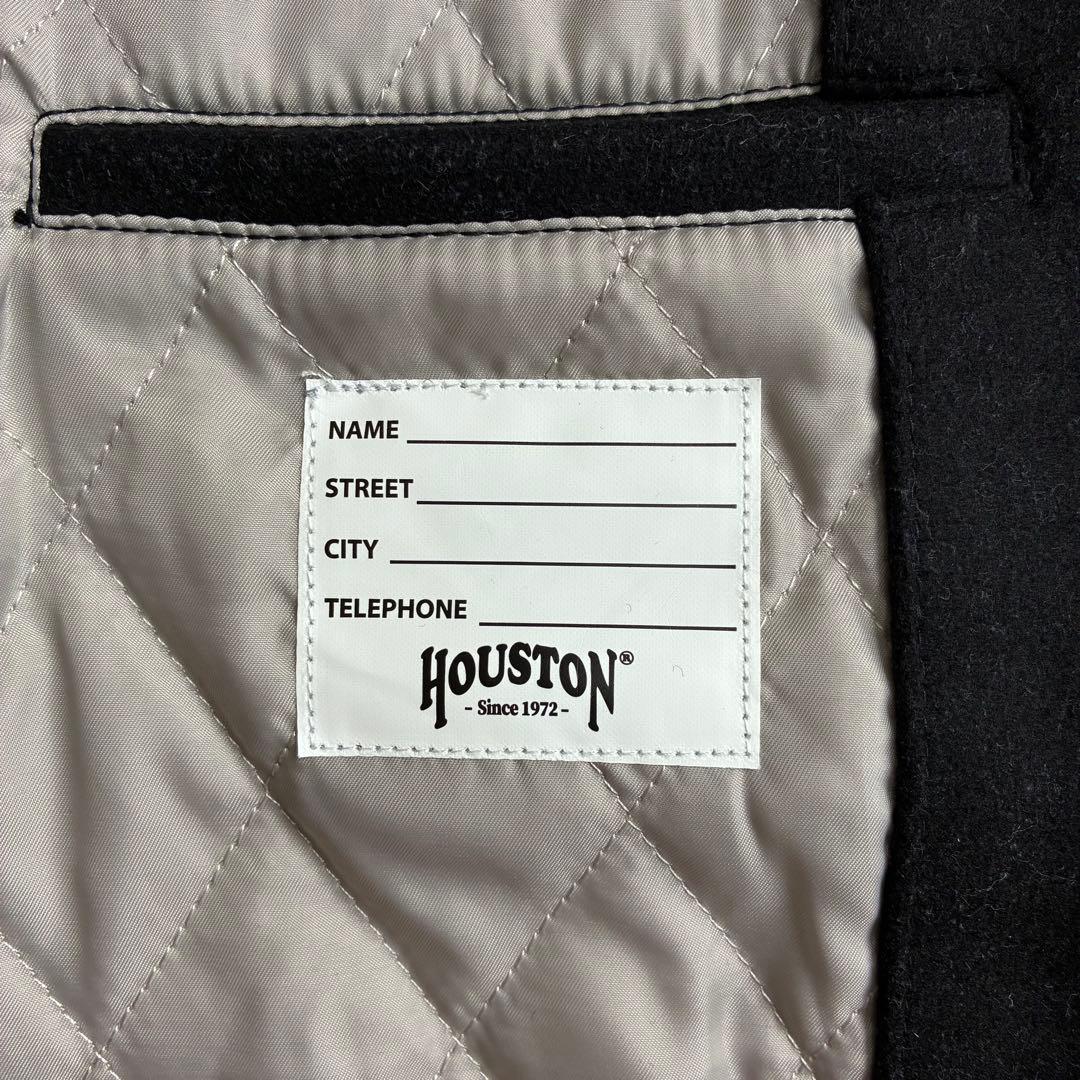 NAME
STREET
CITY
TELEPHONE
HOUSTON®
- Since 1972 -